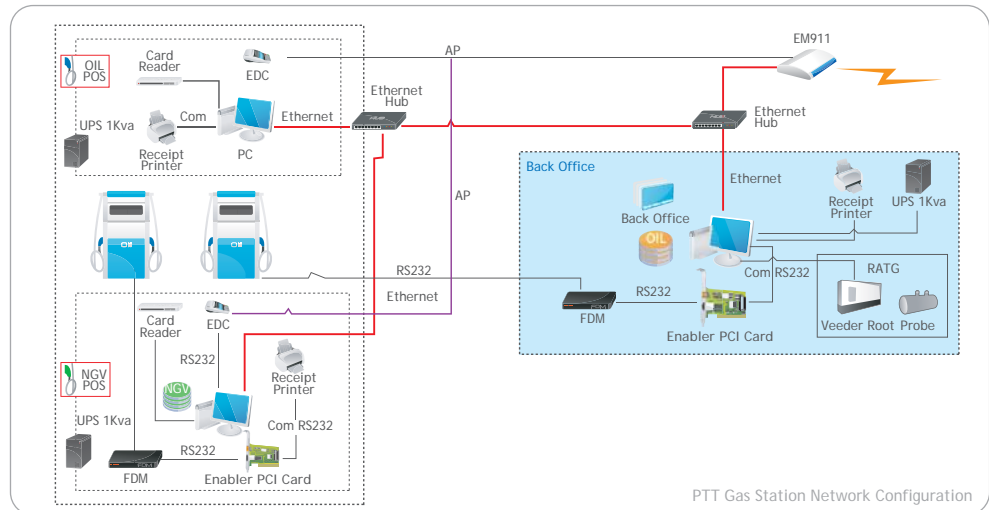 OIL
POS
Card
Reader
EDC
AP
EM911
Ethernet
Hub
Ethernet
Hub
UPS 1Kva
Com
Ethernet
Receipt
Printer
PC
Back Office
Ethernet
AP
Back Office
OIL
Receipt
Printer
UPS 1Kva
RS232
Ethernet
Com RS232
RATG
FDM
RS232
FDM
Enabler PCI Card
Veeder Root
Probe
Card
Reader
EDC
RS232
NGV
POS
NGV
Receipt
Printer
UPS 1Kva
Com RS232
RS232
FDM
FDM
Enabler PCI Card
PTT Gas Station Network Configuration